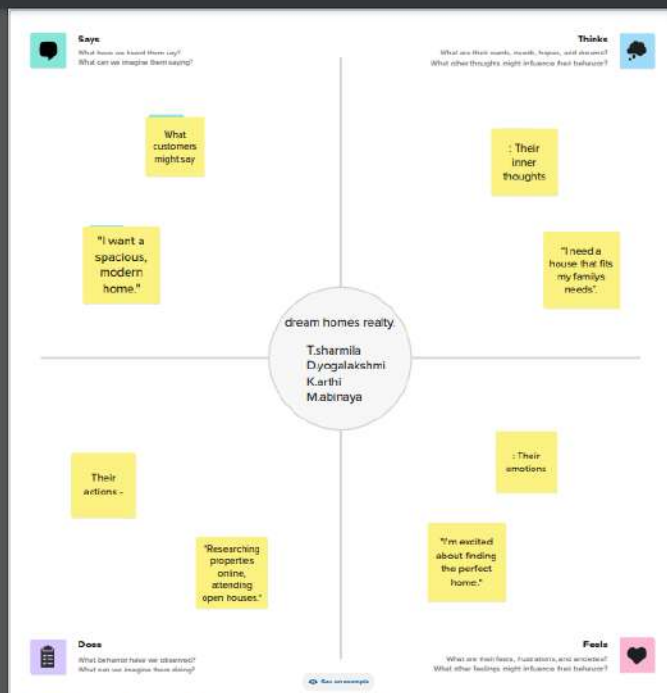 Says
What have we heard them say?
What can we imagine them saying?
Thinks
What are their wants, needs, hopes, and dreams?
What other thoughts might influence their behavior?
What
customers
might say
"I want a
spacious,
modern
home."
: Their
inner
thoughts
"I need a
house that fits
my familys
needs".
dream homes realty.
T.sharmila
D.yogalakshmi
K.arthi
M.abinaya
Their
actions -
"Researching
properties
online,
attending
open houses."
: Their
emotions
"I'm excited
about finding
the perfect
home."
Does
What behavior have we observed?
What can we imagine them doing?
Feels
What are their fears, frustrations, and anxieties?
What other feelings might influence their behavior?
See an example